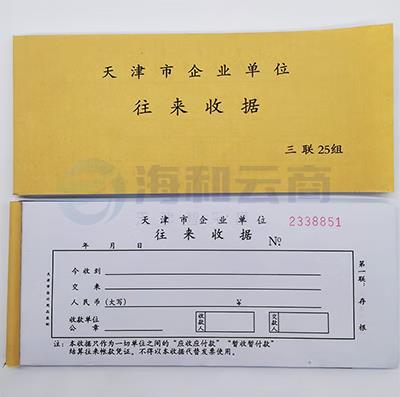 天津市企业单位
往来收据
三联25组
海和云商
天津市企业单位
2338851
往来收据
№
年 月 日
今收到
交来
人民币(大写) ¥
收款单位
公章
收款人
交款人
第一联：存根
注：本收据只作为一切单位之间的“应收应付款”“暂收暂付款”
结算往来帐款凭证。不得以本收据代替发票使用。